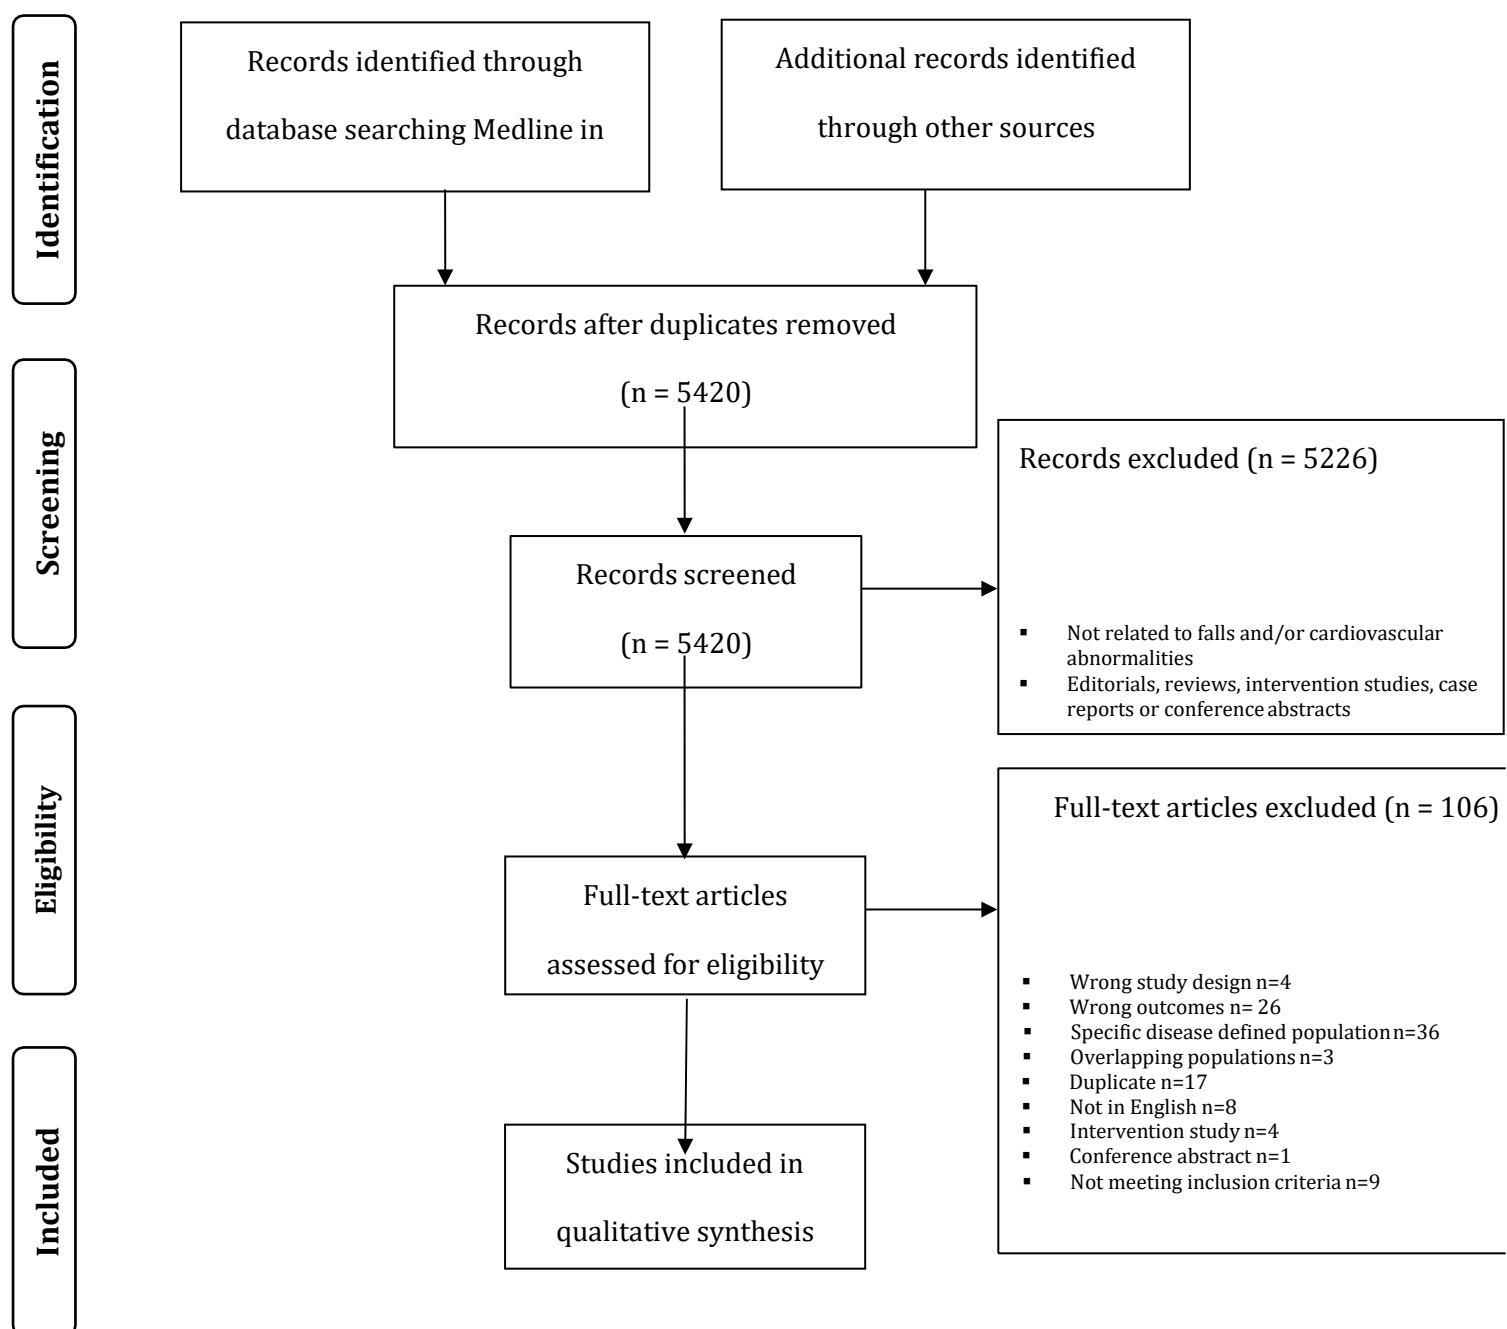 Identification
Records identified through
database searching Medline in
Additional records identified
through other sources
Records after duplicates removed
(n = 5420)
Screening
Records screened
(n = 5420)
Records excluded (n = 5226)
▪ Not related to falls and/or cardiovascular
abnormalities
▪ Editorials, reviews, intervention studies, case
reports or conference abstracts
Eligibility
Full-text articles
assessed for eligibility
Full-text articles excluded (n = 106)
▪ Wrong study design n=4
▪ Wrong outcomes n= 26
▪ Specific disease defined population n=36
▪ Overlapping populations n=3
▪ Duplicate n=17
▪ Not in English n=8
▪ Intervention study n=4
▪ Conference abstract n=1
▪ Not meeting inclusion criteria n=9
Included
Studies included in
qualitative synthesis